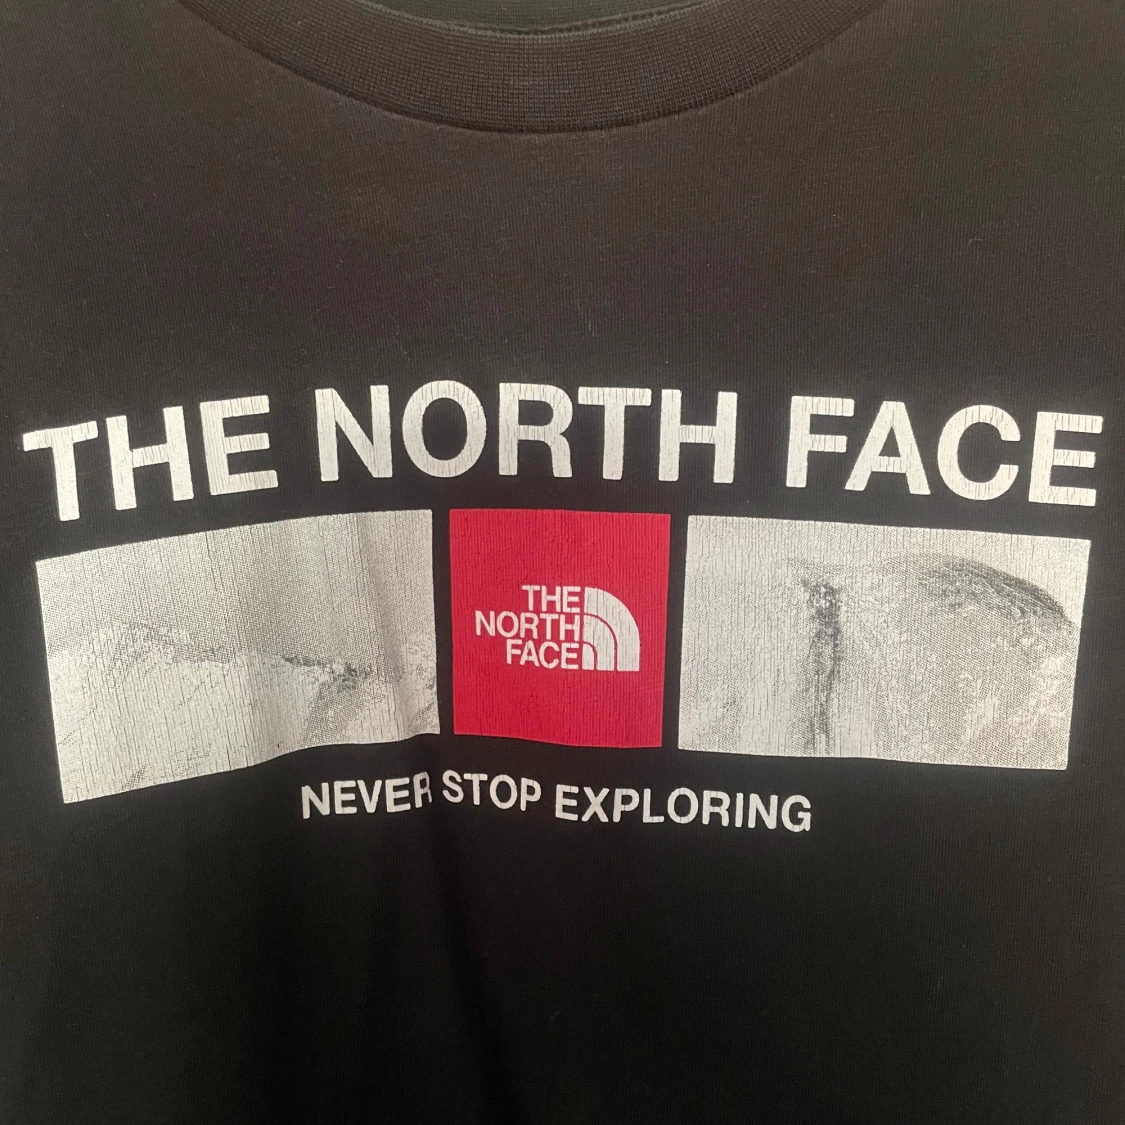 THE NORTH FACE
THE
NORTH
FACE
NEVER STOP EXPLORING